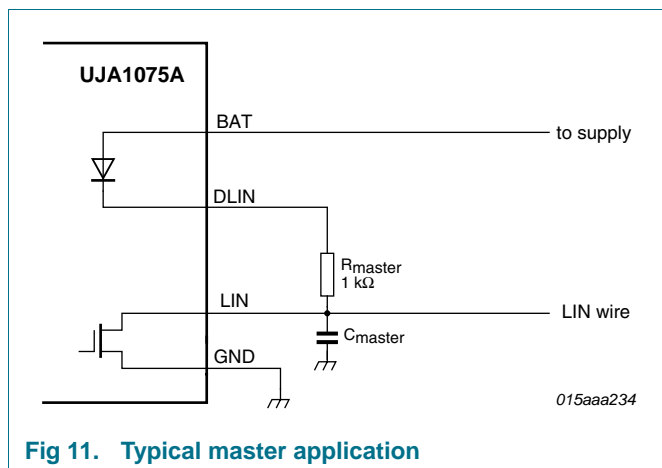 UJA1075A
BAT
to supply
DLIN
Rmaster
1 kΩ
LIN
LIN wire
Cmaster
GND
015aaa234
Fig 11. Typical master application